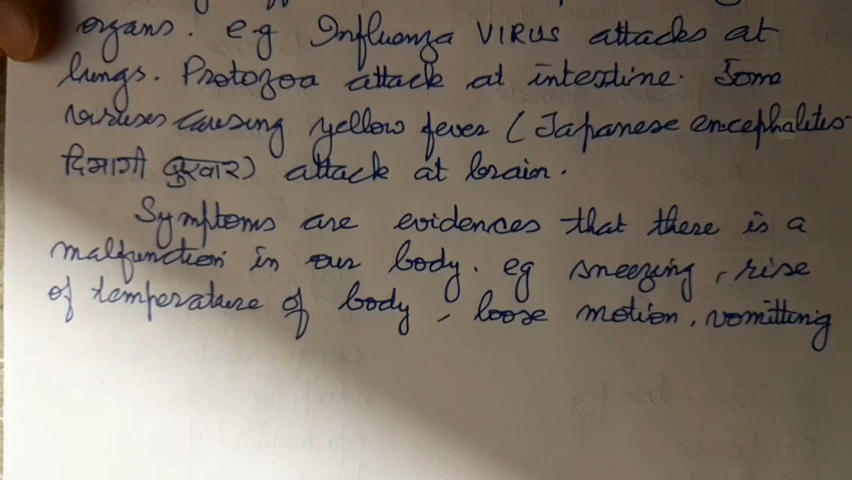 organs. e.g Influenza VIRUS attacks at
lungs. Protozoa attack at intestine. Some
viruses causing yellow fever (Japanese encephalites-
दिमागी बुखार) attack at brain.
Symptoms are evidences that there is a
malfunction in our body. eg sneezing, rise
of temperature of body, loose motion, vomitting